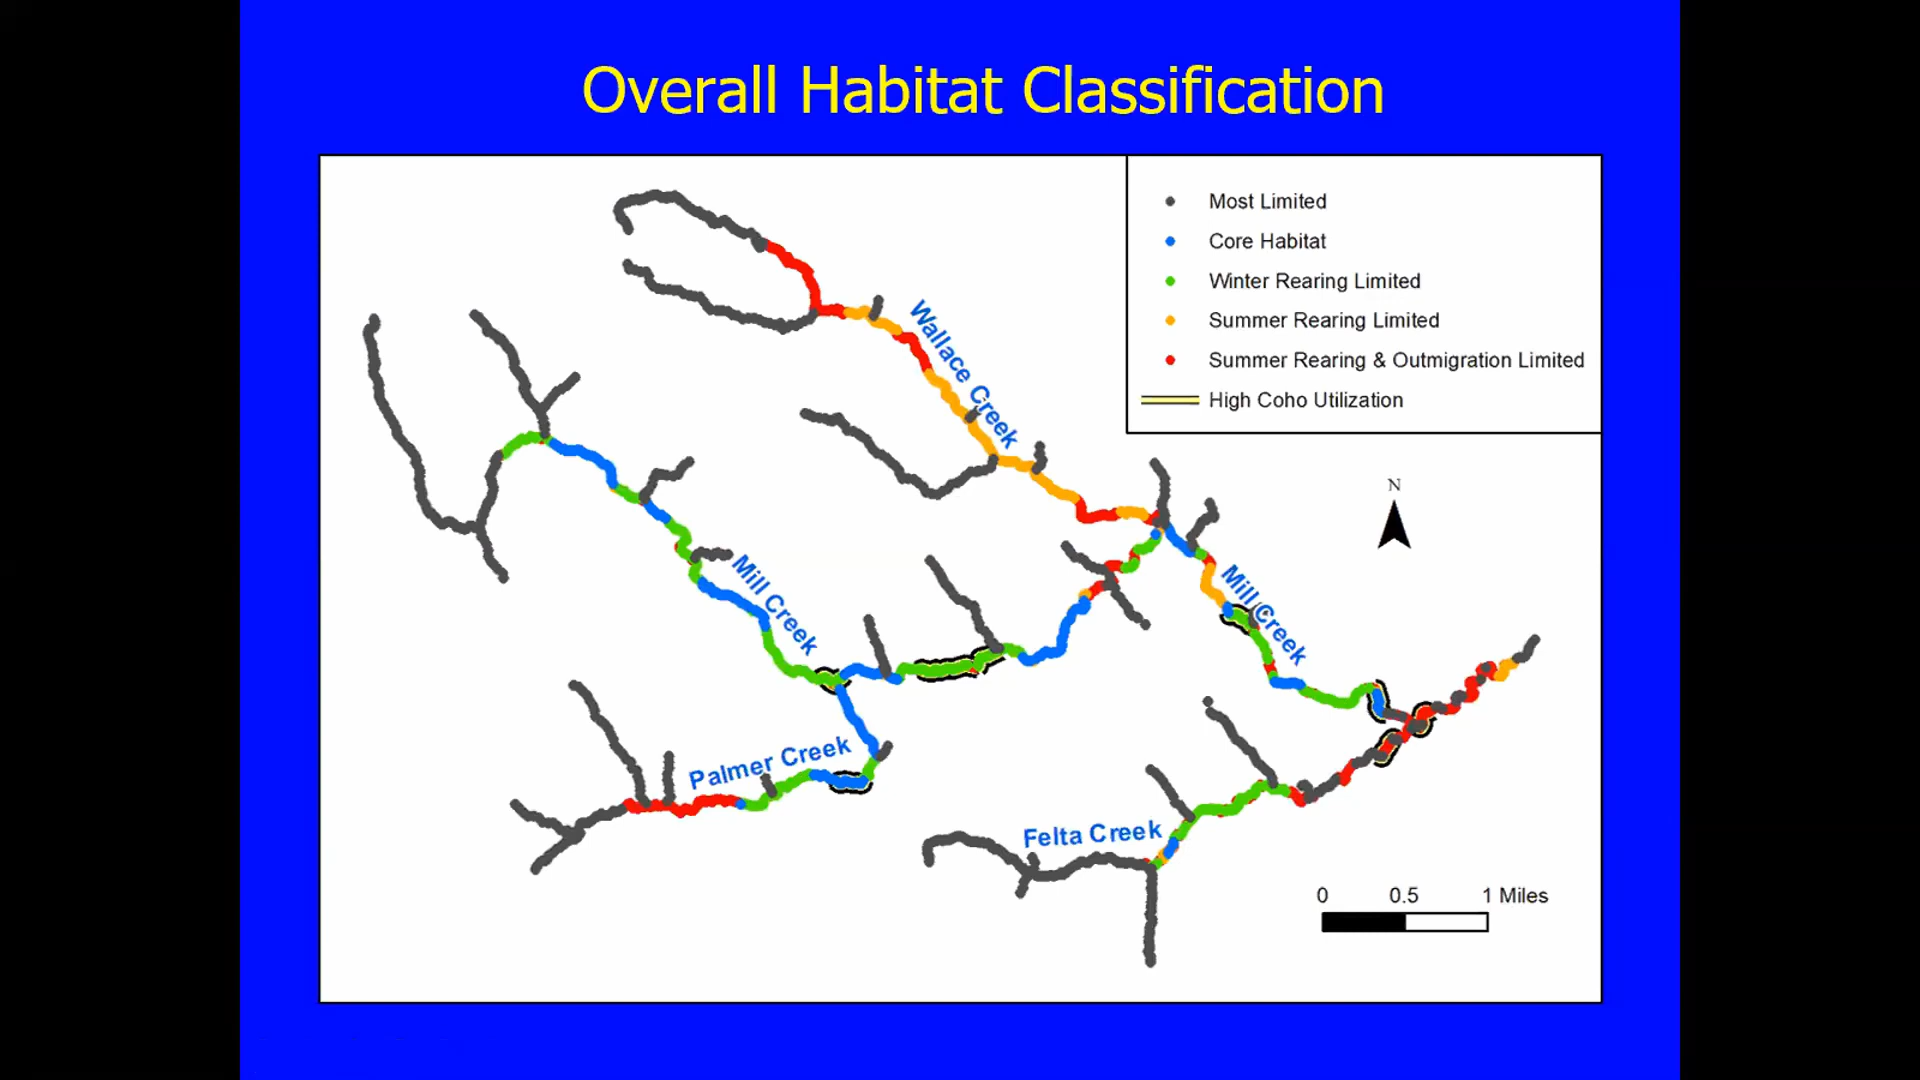 Overall Habitat Classification
Most Limited
Core Habitat
Winter Rearing Limited
Summer Rearing Limited
Summer Rearing & Outmigration Limited
High Coho Utilization
Wallace Creek
N
Mill Creek
Mill Creek
Palmer Creek
Felta Creek
0 0.5 1 Miles